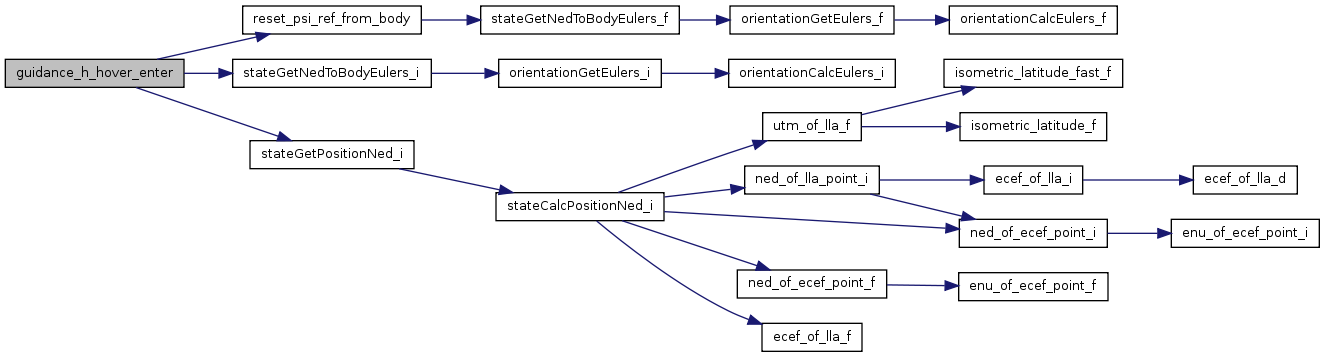 reset_psi_ref_from_body
stateGetNedToBodyEulers_f
orientationGetEulers_f
orientationCalcEulers_f
guidance_h_hover_enter
stateGetNedToBodyEulers_i
orientationGetEulers_i
orientationCalcEulers_i
isometric_latitude_fast_f
utm_of_lla_f
isometric_latitude_f
stateGetPositionNed_i
ned_of_lla_point_i
ecef_of_lla_i
ecef_of_lla_d
stateCalcPositionNed_i
ned_of_ecef_point_i
enu_of_ecef_point_i
ned_of_ecef_point_f
enu_of_ecef_point_f
ecef_of_lla_f